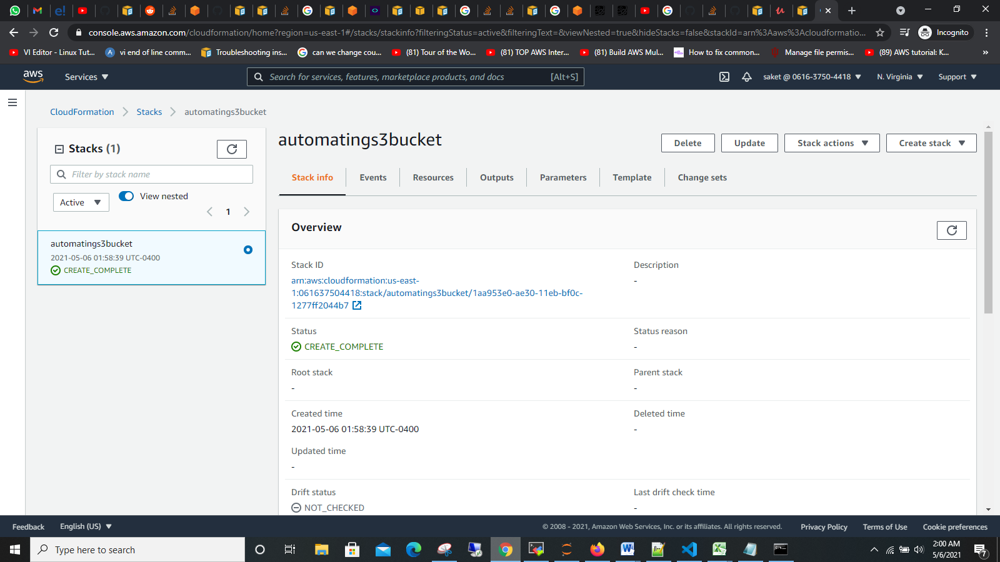 console.aws.amazon.com/cloudformation/home?region=us-east-1#/stacks/stackinfo?filteringStatus=active&filteringText=&viewNested=true&hideStacks=false&stackId=arn%3Aaws%3Acloudformatio...
Incognito
VI Editor - Linux Tut...
vi end of line comm...
Troubleshooting ins...
can we change cou...
(81) Tour of the Wo...
(81) TOP AWS Inter...
(81) Build AWS Mul...
How to fix common...
Manage file permis...
(89) AWS tutorial: K...
»
aws
Services
Search for services, features, marketplace products, and docs
[Alt+S]
saket @ 0616-3750-4418
N. Virginia
Support
CloudFormation
Stacks
automatings3bucket
Stacks (1)
Filter by stack name
Active
View nested
1
automatings3bucket
2021-05-06 01:58:39 UTC-0400
CREATE_COMPLETE
automatings3bucket
Delete
Update
Stack actions
Create stack
Stack info
Events
Resources
Outputs
Parameters
Template
Change sets
Overview
Stack ID
arn:aws:cloudformation:us-east-
1:061637504418:stack/automatings3bucket/1aa953e0-ae30-11eb-bf0c-
1277ff2044b7
Description
-
Status
CREATE_COMPLETE
Status reason
-
Root stack
-
Parent stack
-
Created time
2021-05-06 01:58:39 UTC-0400
Deleted time
-
Updated time
-
Drift status
NOT_CHECKED
Last drift check time
-
Feedback
English (US)
© 2008 - 2021, Amazon Web Services, Inc. or its affiliates. All rights reserved.
Privacy Policy
Terms of Use
Cookie preferences
Type here to search
2:00 AM
5/6/2021
7